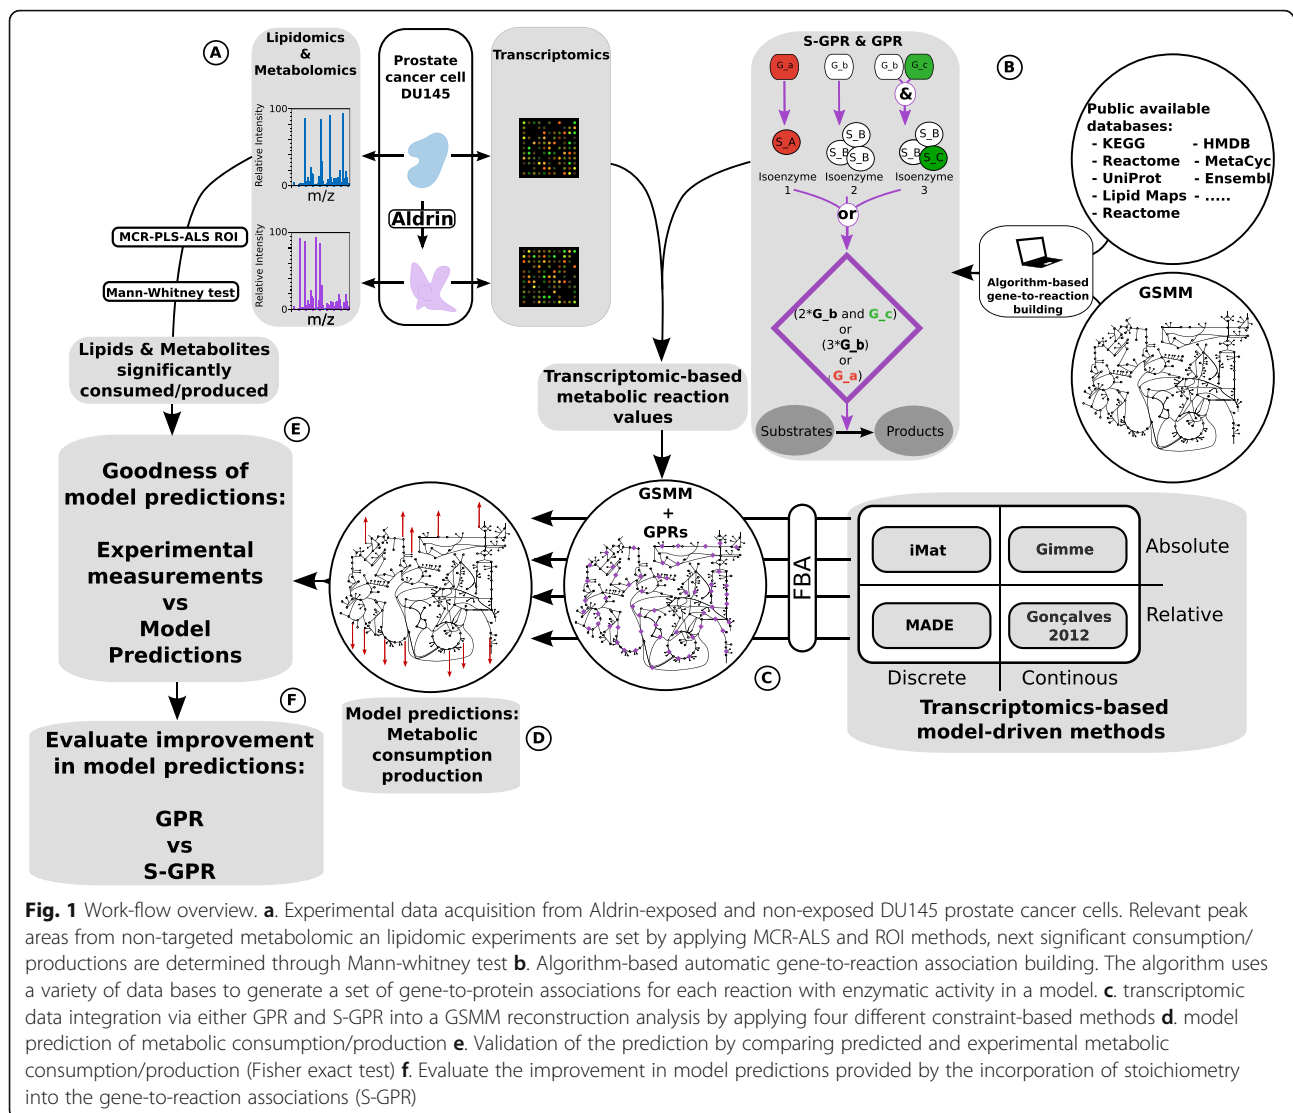 A
Lipidomics
&
Metabolomics
Relative Intensity
100
0
m/z
Relative Intensity
100
0
m/z
Prostate
cancer cell
DU145
Aldrin
Transcriptomics
MCR-PLS-ALS ROI
Mann-Whitney test
Lipids & Metabolites
significantly
consumed/produced
Transcriptomic-based
metabolic reaction
values
S-GPR & GPR
G_a
G_b
G_b
G_c
&
S_A
S_B
S_B
S_B
S_B
S_B
S_C
Isoenzyme
1
Isoenzyme
2
Isoenzyme
3
or
(2*G_b and G_c)
or
(3*G_b)
or
G_a)
Substrates
Products
B
Public available
databases:
- KEGG
- Reactome
- UniProt
- Lipid Maps
- Reactome
- HMDB
- MetaCyc
- Ensembl
- .....
Algorithm-based
gene-to-reaction
building
GSMM
E
Goodness of
model predictions:
Experimental
measurements
vs
Model
Predictions
F
Evaluate improvement
in model predictions:
GPR
vs
S-GPR
Model predictions:
Metabolic
consumption
production
D
GSMM
+
GPRs
C
FBA
iMat
Gimme
Absolute
MADE
Gonçalves
2012
Relative
Discrete
Continous
Transcriptomics-based
model-driven methods
Fig. 1 Work-flow overview. a. Experimental data acquisition from Aldrin-exposed and non-exposed DU145 prostate cancer cells. Relevant peak
areas from non-targeted metabolomic an lipidomic experiments are set by applying MCR-ALS and ROI methods, next significant consumption/
productions are determined through Mann-whitney test b. Algorithm-based automatic gene-to-reaction association building. The algorithm uses
a variety of data bases to generate a set of gene-to-protein associations for each reaction with enzymatic activity in a model. c. transcriptomic
data integration via either GPR and S-GPR into a GSMM reconstruction analysis by applying four different constraint-based methods d. model
prediction of metabolic consumption/production e. Validation of the prediction by comparing predicted and experimental metabolic
consumption/production (Fisher exact test) f. Evaluate the improvement in model predictions provided by the incorporation of stoichiometry
into the gene-to-reaction associations (S-GPR)